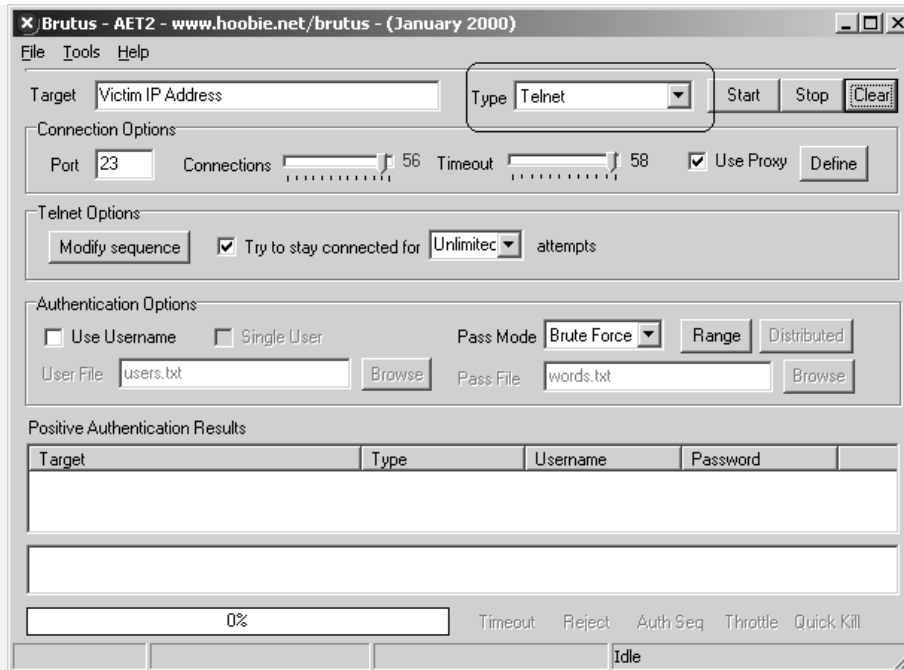 Brutus - AET2 - www.hoobie.net/brutus - (January 2000)
File Tools Help
Target Victim IP Address Type Telnet Start Stop Clear
Connection Options
Port 23 Connections 56 Timeout 58 Use Proxy Define
Telnet Options
Modify sequence Try to stay connected for Unlimitec attempts
Authentication Options
Use Username Single User Pass Mode Brute Force Range Distributed
User File users.txt Browse Pass File words.txt Browse
Positive Authentication Results
Target Type Username Password
0% Timeout Reject Auth Seq Throttle Quick Kill
Idle